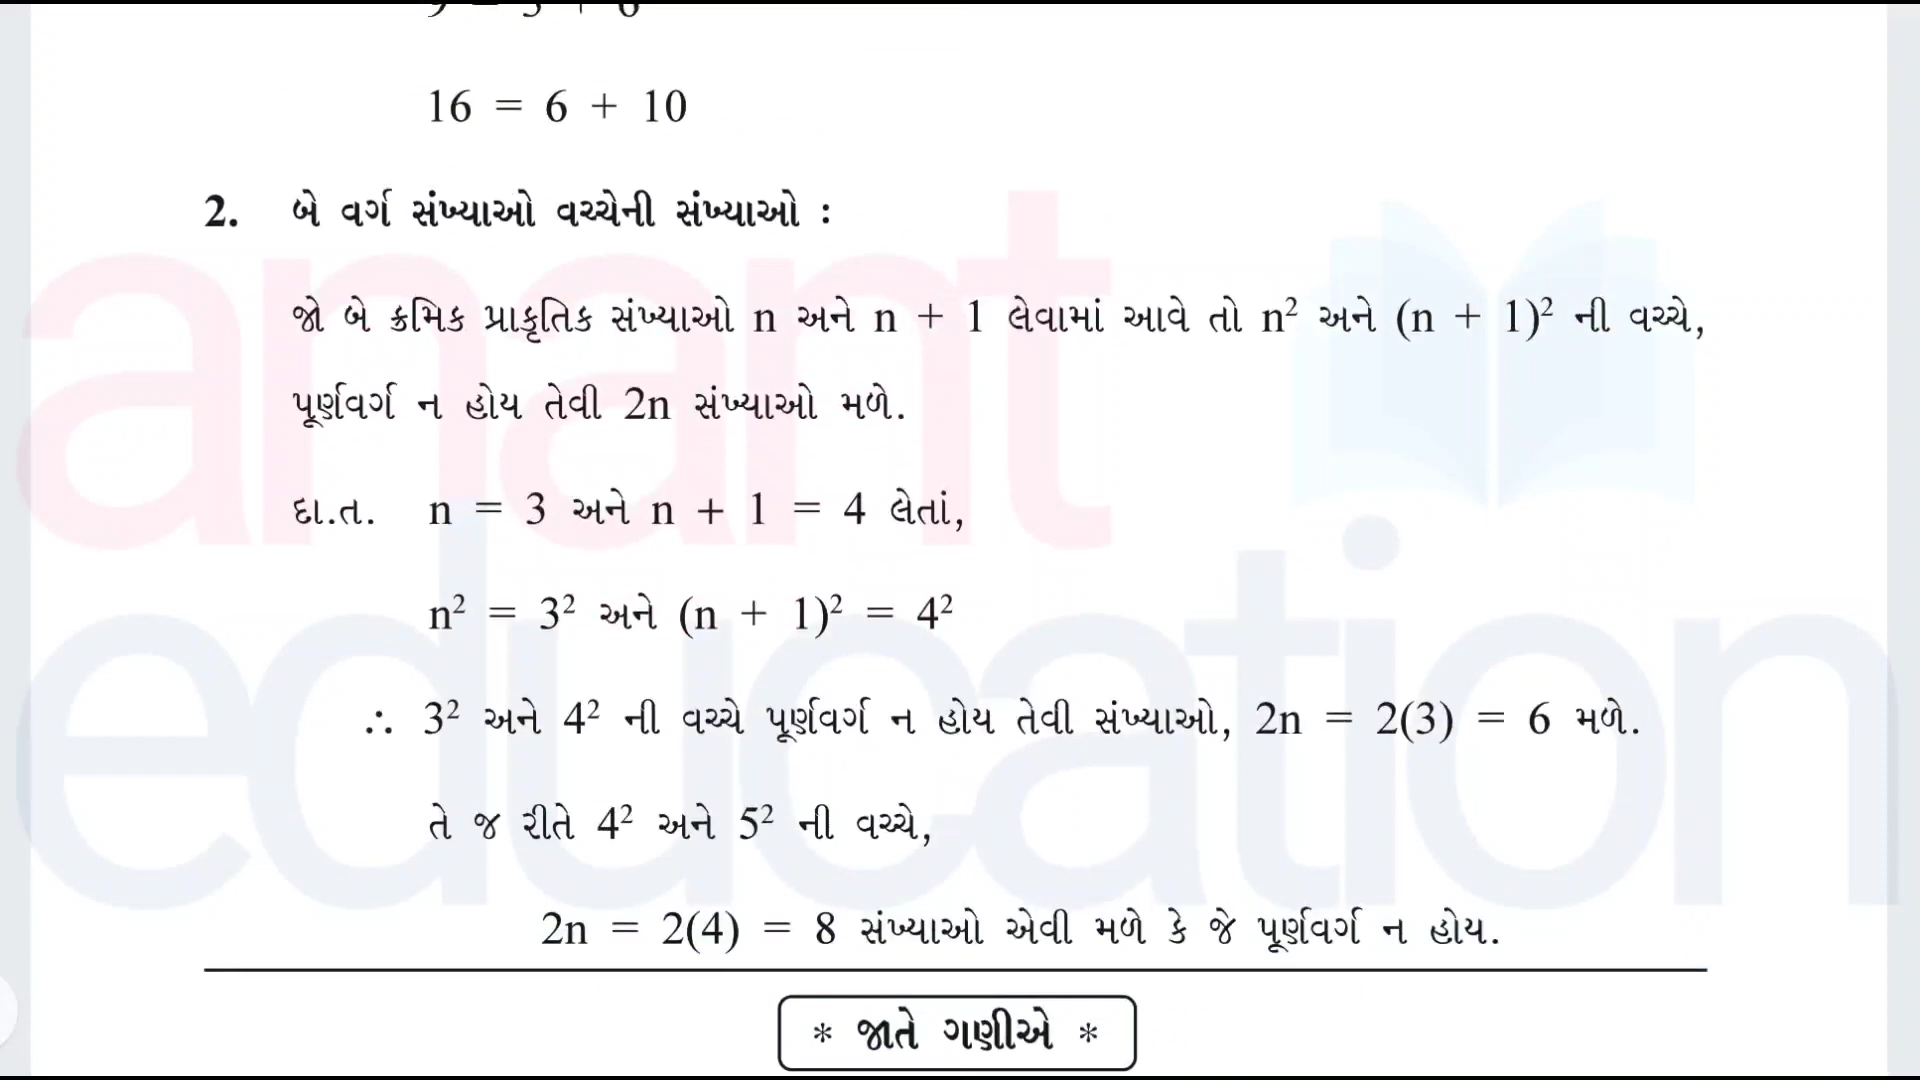 16 = 6 + 10
2. બે વર્ગ સંખ્યાઓ વચ્ચેની સંખ્યાઓ :
જો બે ક્રમિક પ્રાકૃતિક સંખ્યાઓ n અને n + 1 લેવામાં આવે તો n² અને (n + 1)² ની વચ્ચે,
પૂર્ણવર્ગ ન હોય તેવી 2n સંખ્યાઓ મળે.
દા.ત. n = 3 અને n + 1 = 4 લેતાં,
n² = 3² અને (n + 1)² = 4²
∴ 3² અને 4² ની વચ્ચે પૂર્ણવર્ગ ન હોય તેવી સંખ્યાઓ, 2n = 2(3) = 6 મળે.
તે જ રીતે 4² અને 5² ની વચ્ચે,
2n = 2(4) = 8 સંખ્યાઓ એવી મળે કે જે પૂર્ણવર્ગ ન હોય.
* જાતે ગણીએ *
anant
education